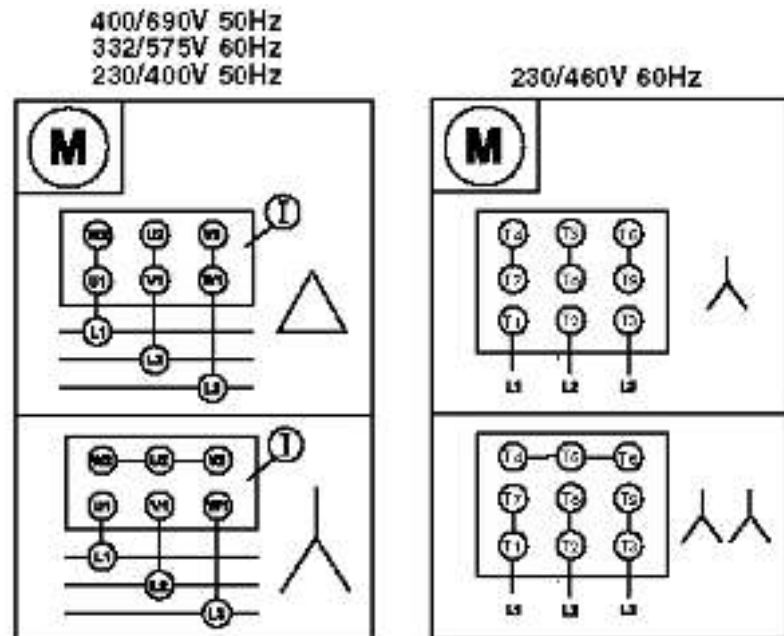 400/690V 50Hz
332/575V 60Hz
230/400V 50Hz
M
I
W2 U2 V2
U1 V1 W1
L1
L2
L3
W2 U2 V2
I
U1 V1 W1
L1
L2
L3
230/460V 60Hz
M
T4 T5 T6
T7 T8 T9
T1 T2 T3
L1 L2 L3
T4 T5 T6
T7 T8 T9
T1 T2 T3
L1 L2 L3